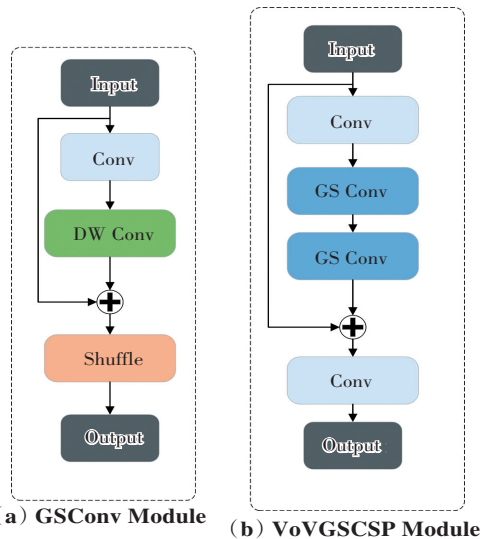 Input
Conv
DW Conv
Shuffle
Output
a) GSConv Module
Input
Conv
GS Conv
GS Conv
Conv
Output
(b) VoVGSCSP Module